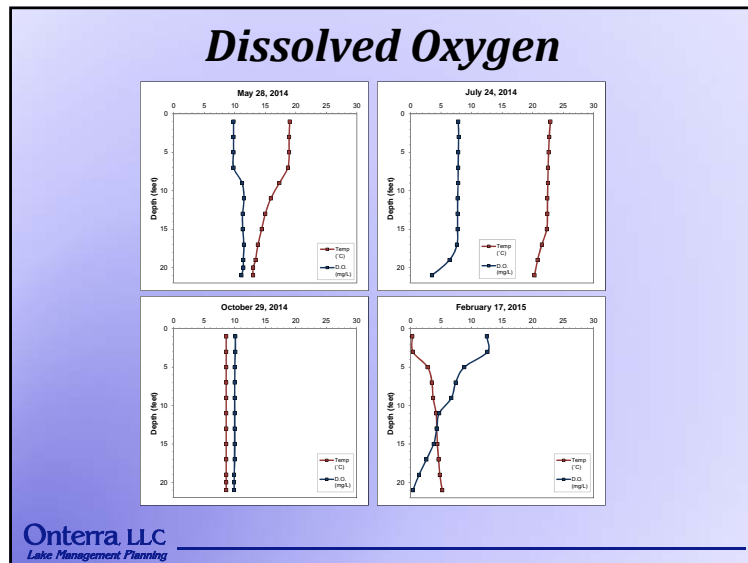 Dissolved Oxygen
May 28, 2014
0 5 10 15 20 25 30
0
5
10
15
20
Depth (feet)
Temp
(˚C)
D.O.
(mg/L)
July 24, 2014
0 5 10 15 20 25 30
0
5
10
15
20
Depth (feet)
Temp
(˚C)
D.O.
(mg/L)
October 29, 2014
0 5 10 15 20 25 30
0
5
10
15
20
Depth (feet)
Temp
(˚C)
D.O.
(mg/L)
February 17, 2015
0 5 10 15 20 25 30
0
5
10
15
20
Depth (feet)
Temp
(˚C)
D.O.
(mg/L)
Onterra, LLC
Lake Management Planning